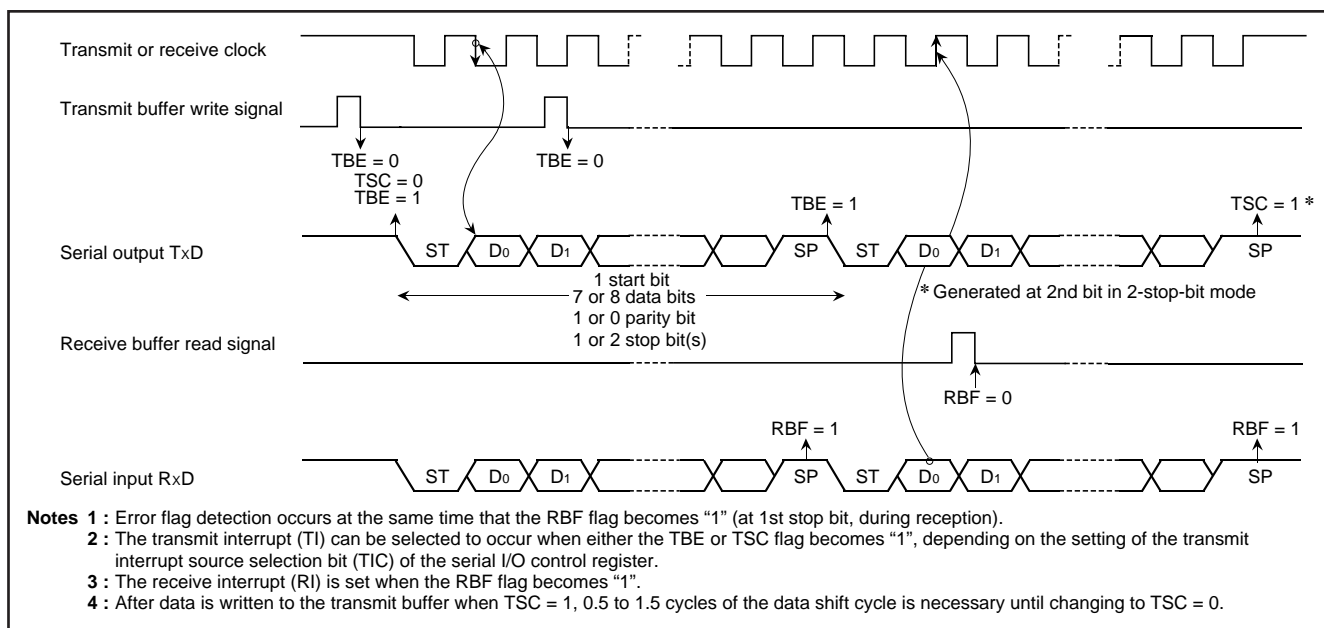 Transmit or receive clock
Transmit buffer write signal
TBE = 0
TSC = 0
TBE = 1
TBE = 0
TBE = 1
TSC = 1 *
Serial output TxD
ST D0 D1 SP ST D0 D1 SP
1 start bit
7 or 8 data bits
1 or 0 parity bit
1 or 2 stop bit(s)
* Generated at 2nd bit in 2-stop-bit mode
Receive buffer read signal
RBF = 0
RBF = 1
RBF = 1
Serial input RxD
ST D0 D1 SP ST D0 D1 SP
Notes 1 : Error flag detection occurs at the same time that the RBF flag becomes “1” (at 1st stop bit, during reception).
2 : The transmit interrupt (TI) can be selected to occur when either the TBE or TSC flag becomes “1”, depending on the setting of the transmit
interrupt source selection bit (TIC) of the serial I/O control register.
3 : The receive interrupt (RI) is set when the RBF flag becomes “1”.
4 : After data is written to the transmit buffer when TSC = 1, 0.5 to 1.5 cycles of the data shift cycle is necessary until changing to TSC = 0.